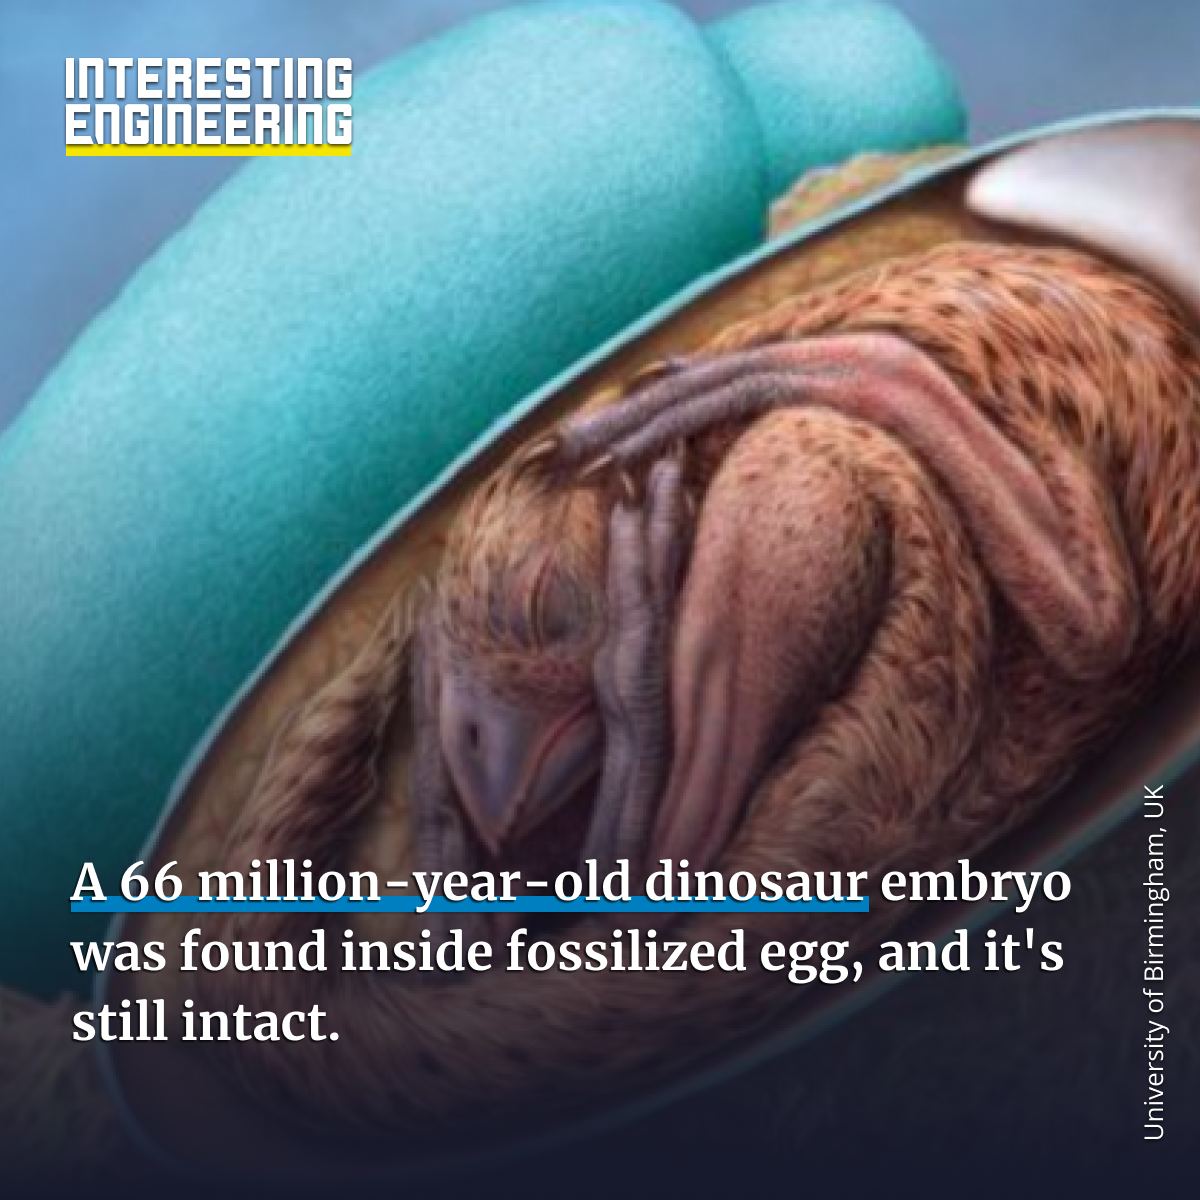 INTERESTING
ENGINEERING
A 66 million-year-old dinosaur embryo
was found inside fossilized egg, and it's
still intact.
University of Birmingham, UK